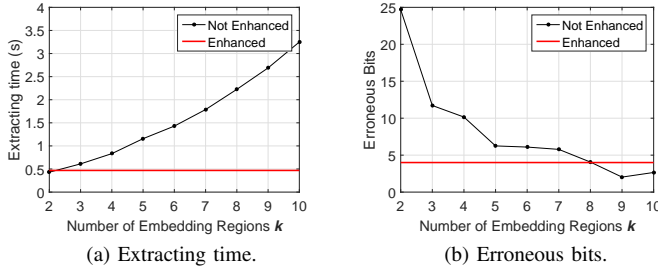 4
3.5
3
2.5
2
1.5
1
0.5
0
Extracting time (s)
Not Enhanced
Enhanced
2 3 4 5 6 7 8 9 10
Number of Embedding Regions k
(a) Extracting time.
25
20
15
10
5
0
Erroneous Bits
Not Enhanced
Enhanced
2 3 4 5 6 7 8 9 10
Number of Embedding Regions k
(b) Erroneous bits.